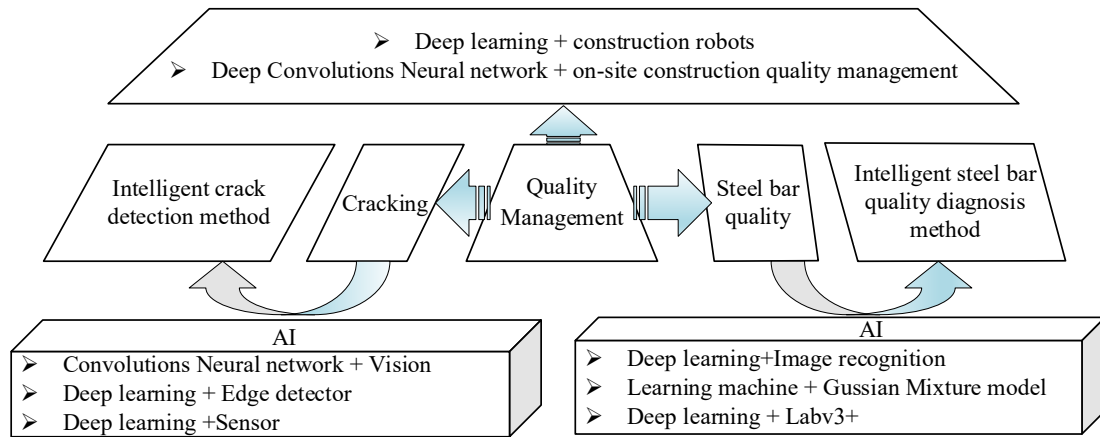 ➢ Deep learning + construction robots
➢ Deep Convolutions Neural network + on-site construction quality management
Intelligent crack
detection method
Cracking
Quality
Management
Steel bar
quality
Intelligent steel bar
quality diagnosis
method
AI
➢ Convolutions Neural network + Vision
➢ Deep learning + Edge detector
➢ Deep learning +Sensor
AI
➢ Deep learning+Image recognition
➢ Learning machine + Gussian Mixture model
➢ Deep learning + Labv3+